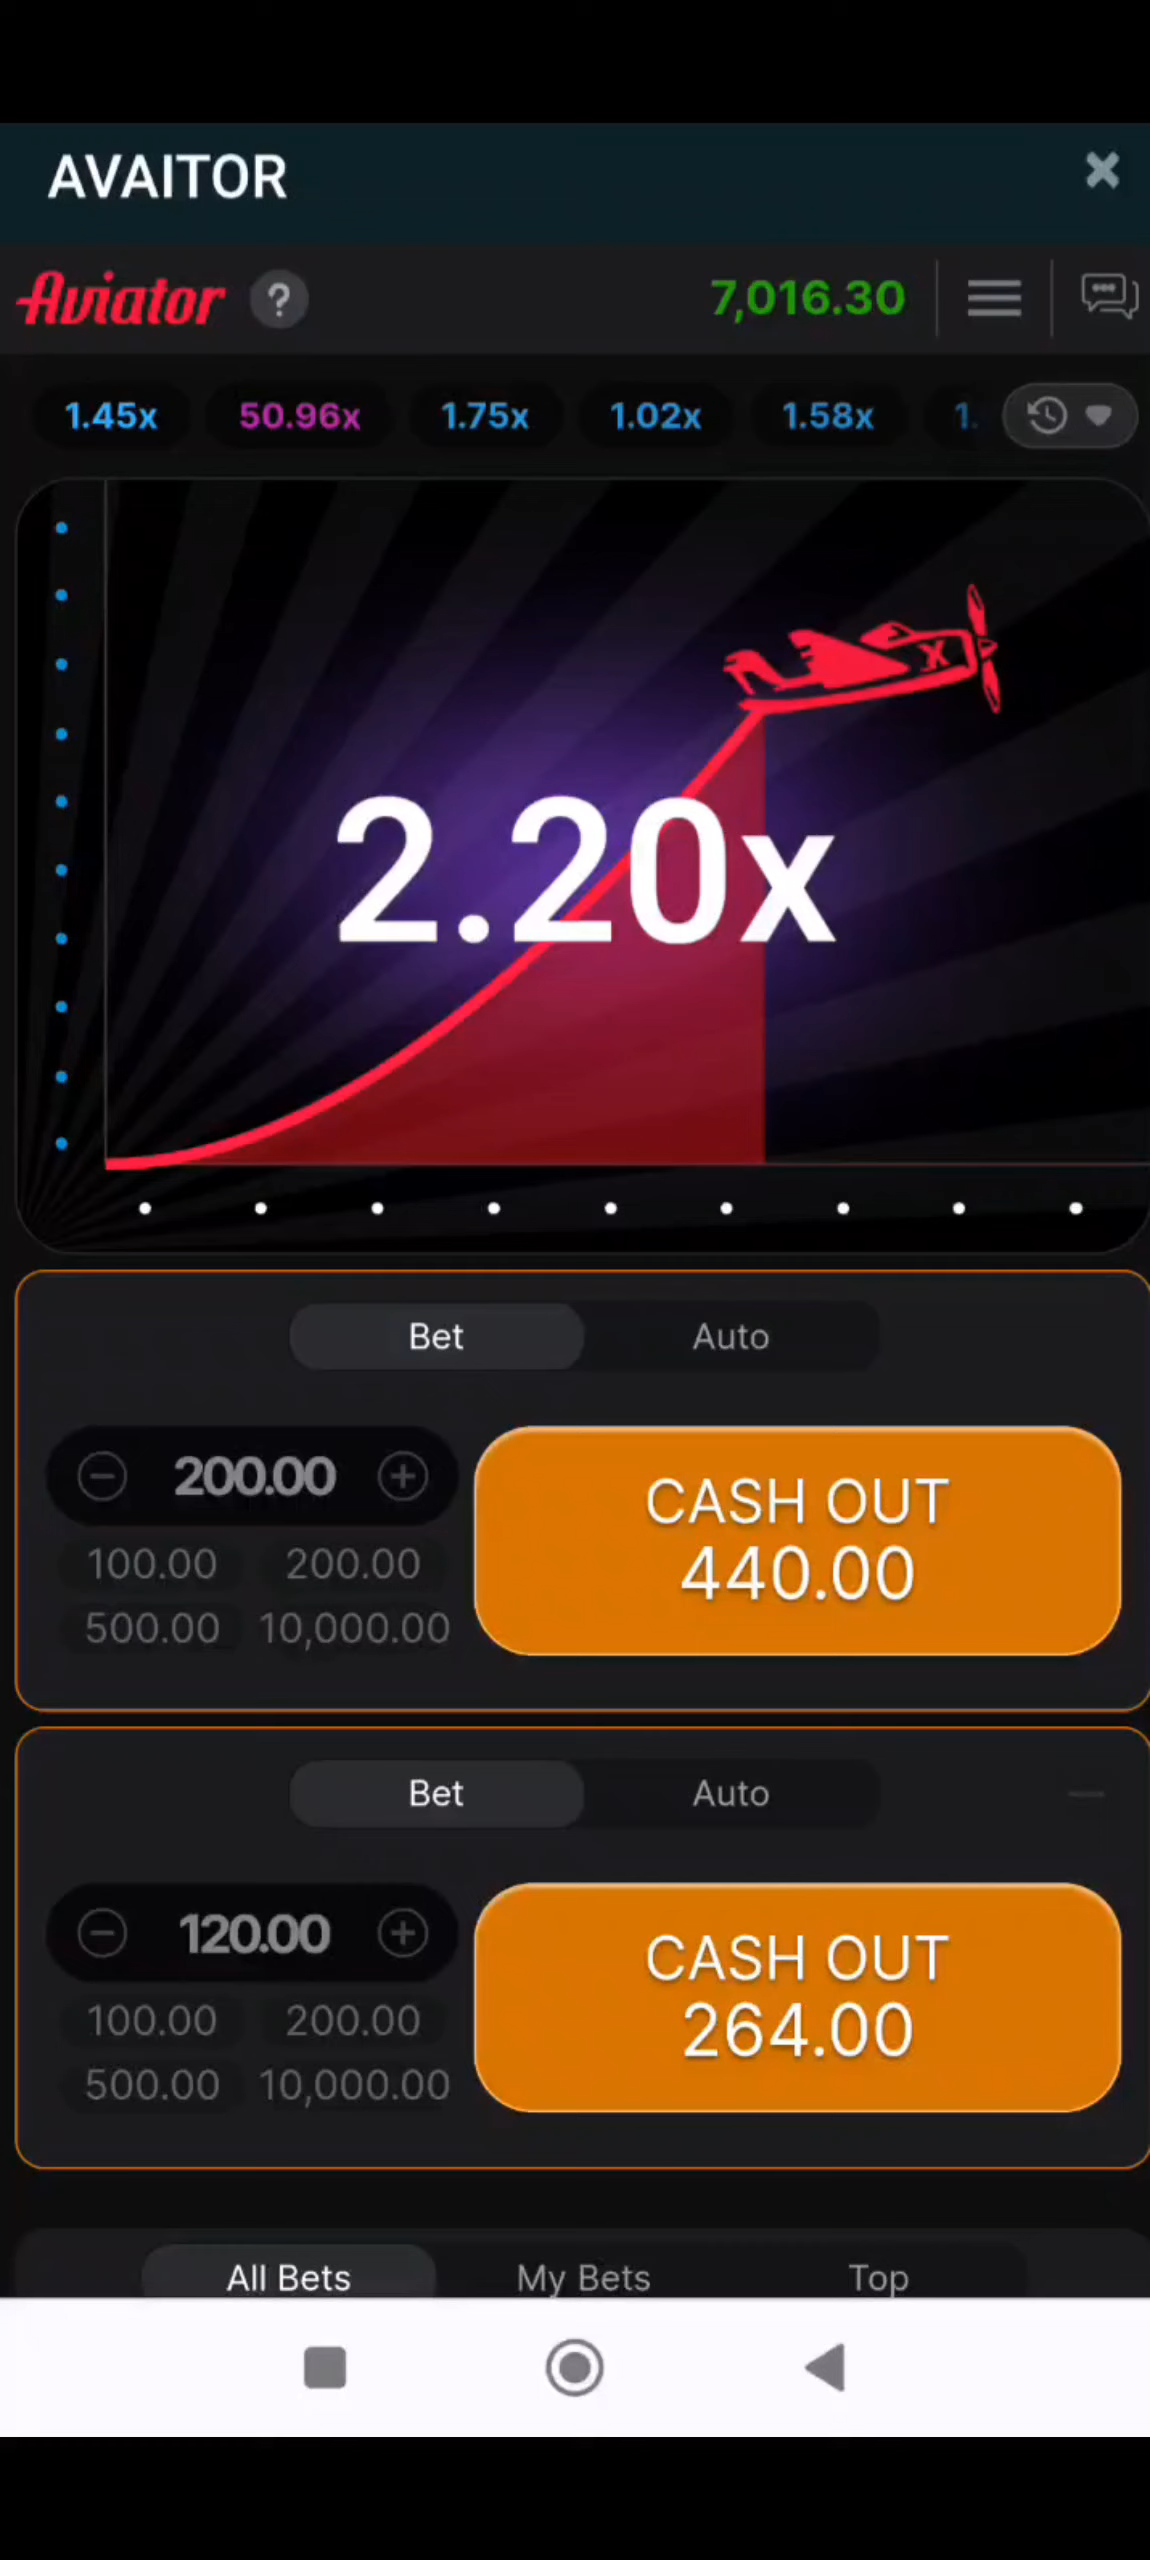 AVAITOR
Aviator ? 7,016.30
1.45x 50.96x 1.75x 1.02x 1.58x 1.
X
2.20x
Bet Auto
200.00
100.00 200.00
500.00 10,000.00
CASH OUT
440.00
Bet Auto
120.00
100.00 200.00
500.00 10,000.00
CASH OUT
264.00
All Bets My Bets Top